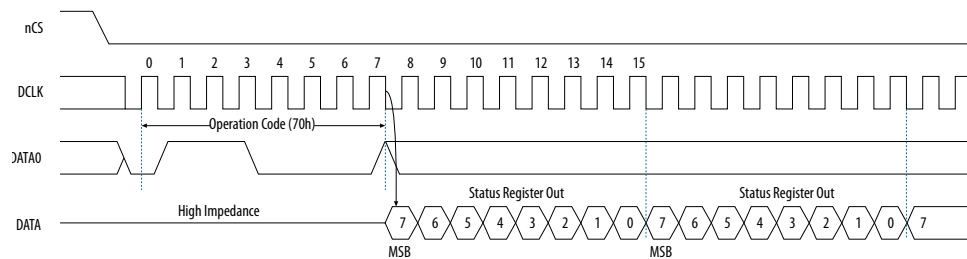 nCS
0 1 2 3 4 5 6 7 8 9 10 11 12 13 14 15
DCLK
Operation Code (70h)
DATA0
Status Register Out Status Register Out
High Impedance
DATA 7 6 5 4 3 2 1 0 7 6 5 4 3 2 1 0 7
MSB MSB